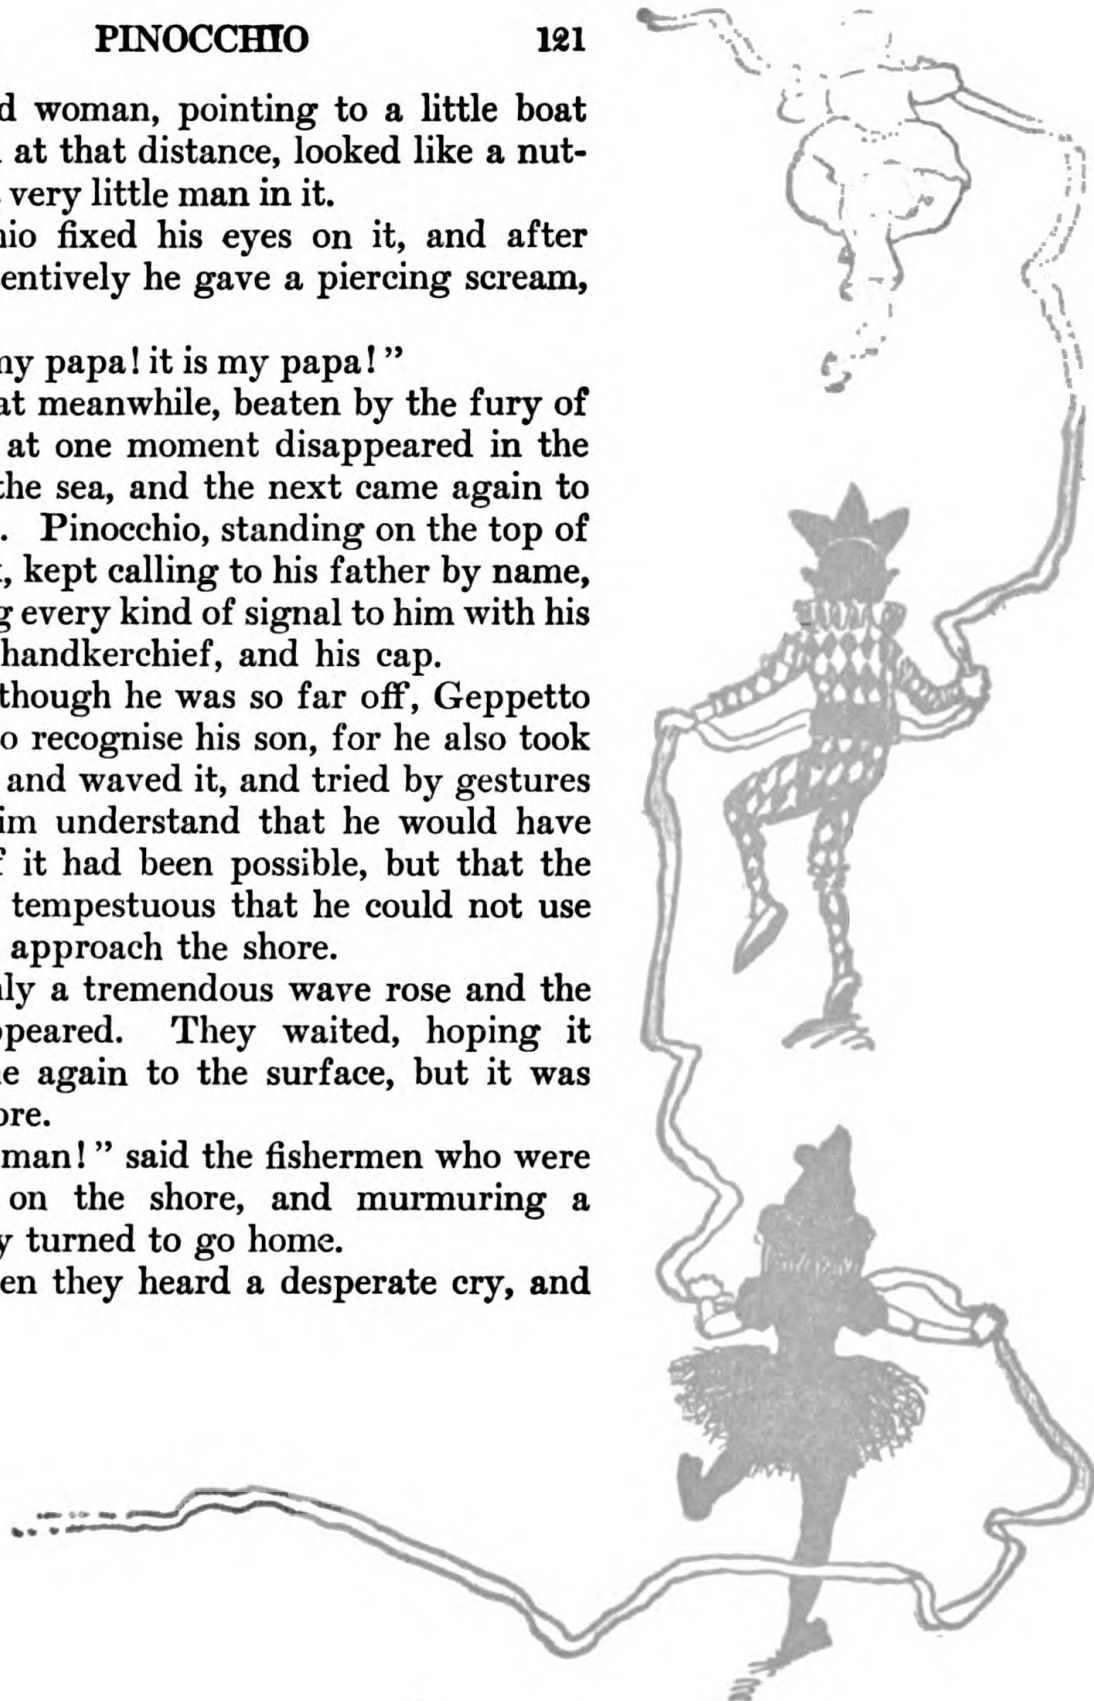 PINOCCHIO 121
d woman, pointing to a little boat
at that distance, looked like a nut-
very little man in it.
nio fixed his eyes on it, and after
entively he gave a piercing scream,
my papa! it is my papa!”
at meanwhile, beaten by the fury of
at one moment disappeared in the
the sea, and the next came again to
. Pinocchio, standing on the top of
, kept calling to his father by name,
g every kind of signal to him with his
handkerchief, and his cap.
though he was so far off, Geppetto
o recognise his son, for he also took
and waved it, and tried by gestures
im understand that he would have
f it had been possible, but that the
tempestuous that he could not use
approach the shore.
nly a tremendous wave rose and the
ppeared. They waited, hoping it
ne again to the surface, but it was
ore.
man!” said the fishermen who were
on the shore, and murmuring a
y turned to go home.
en they heard a desperate cry, and